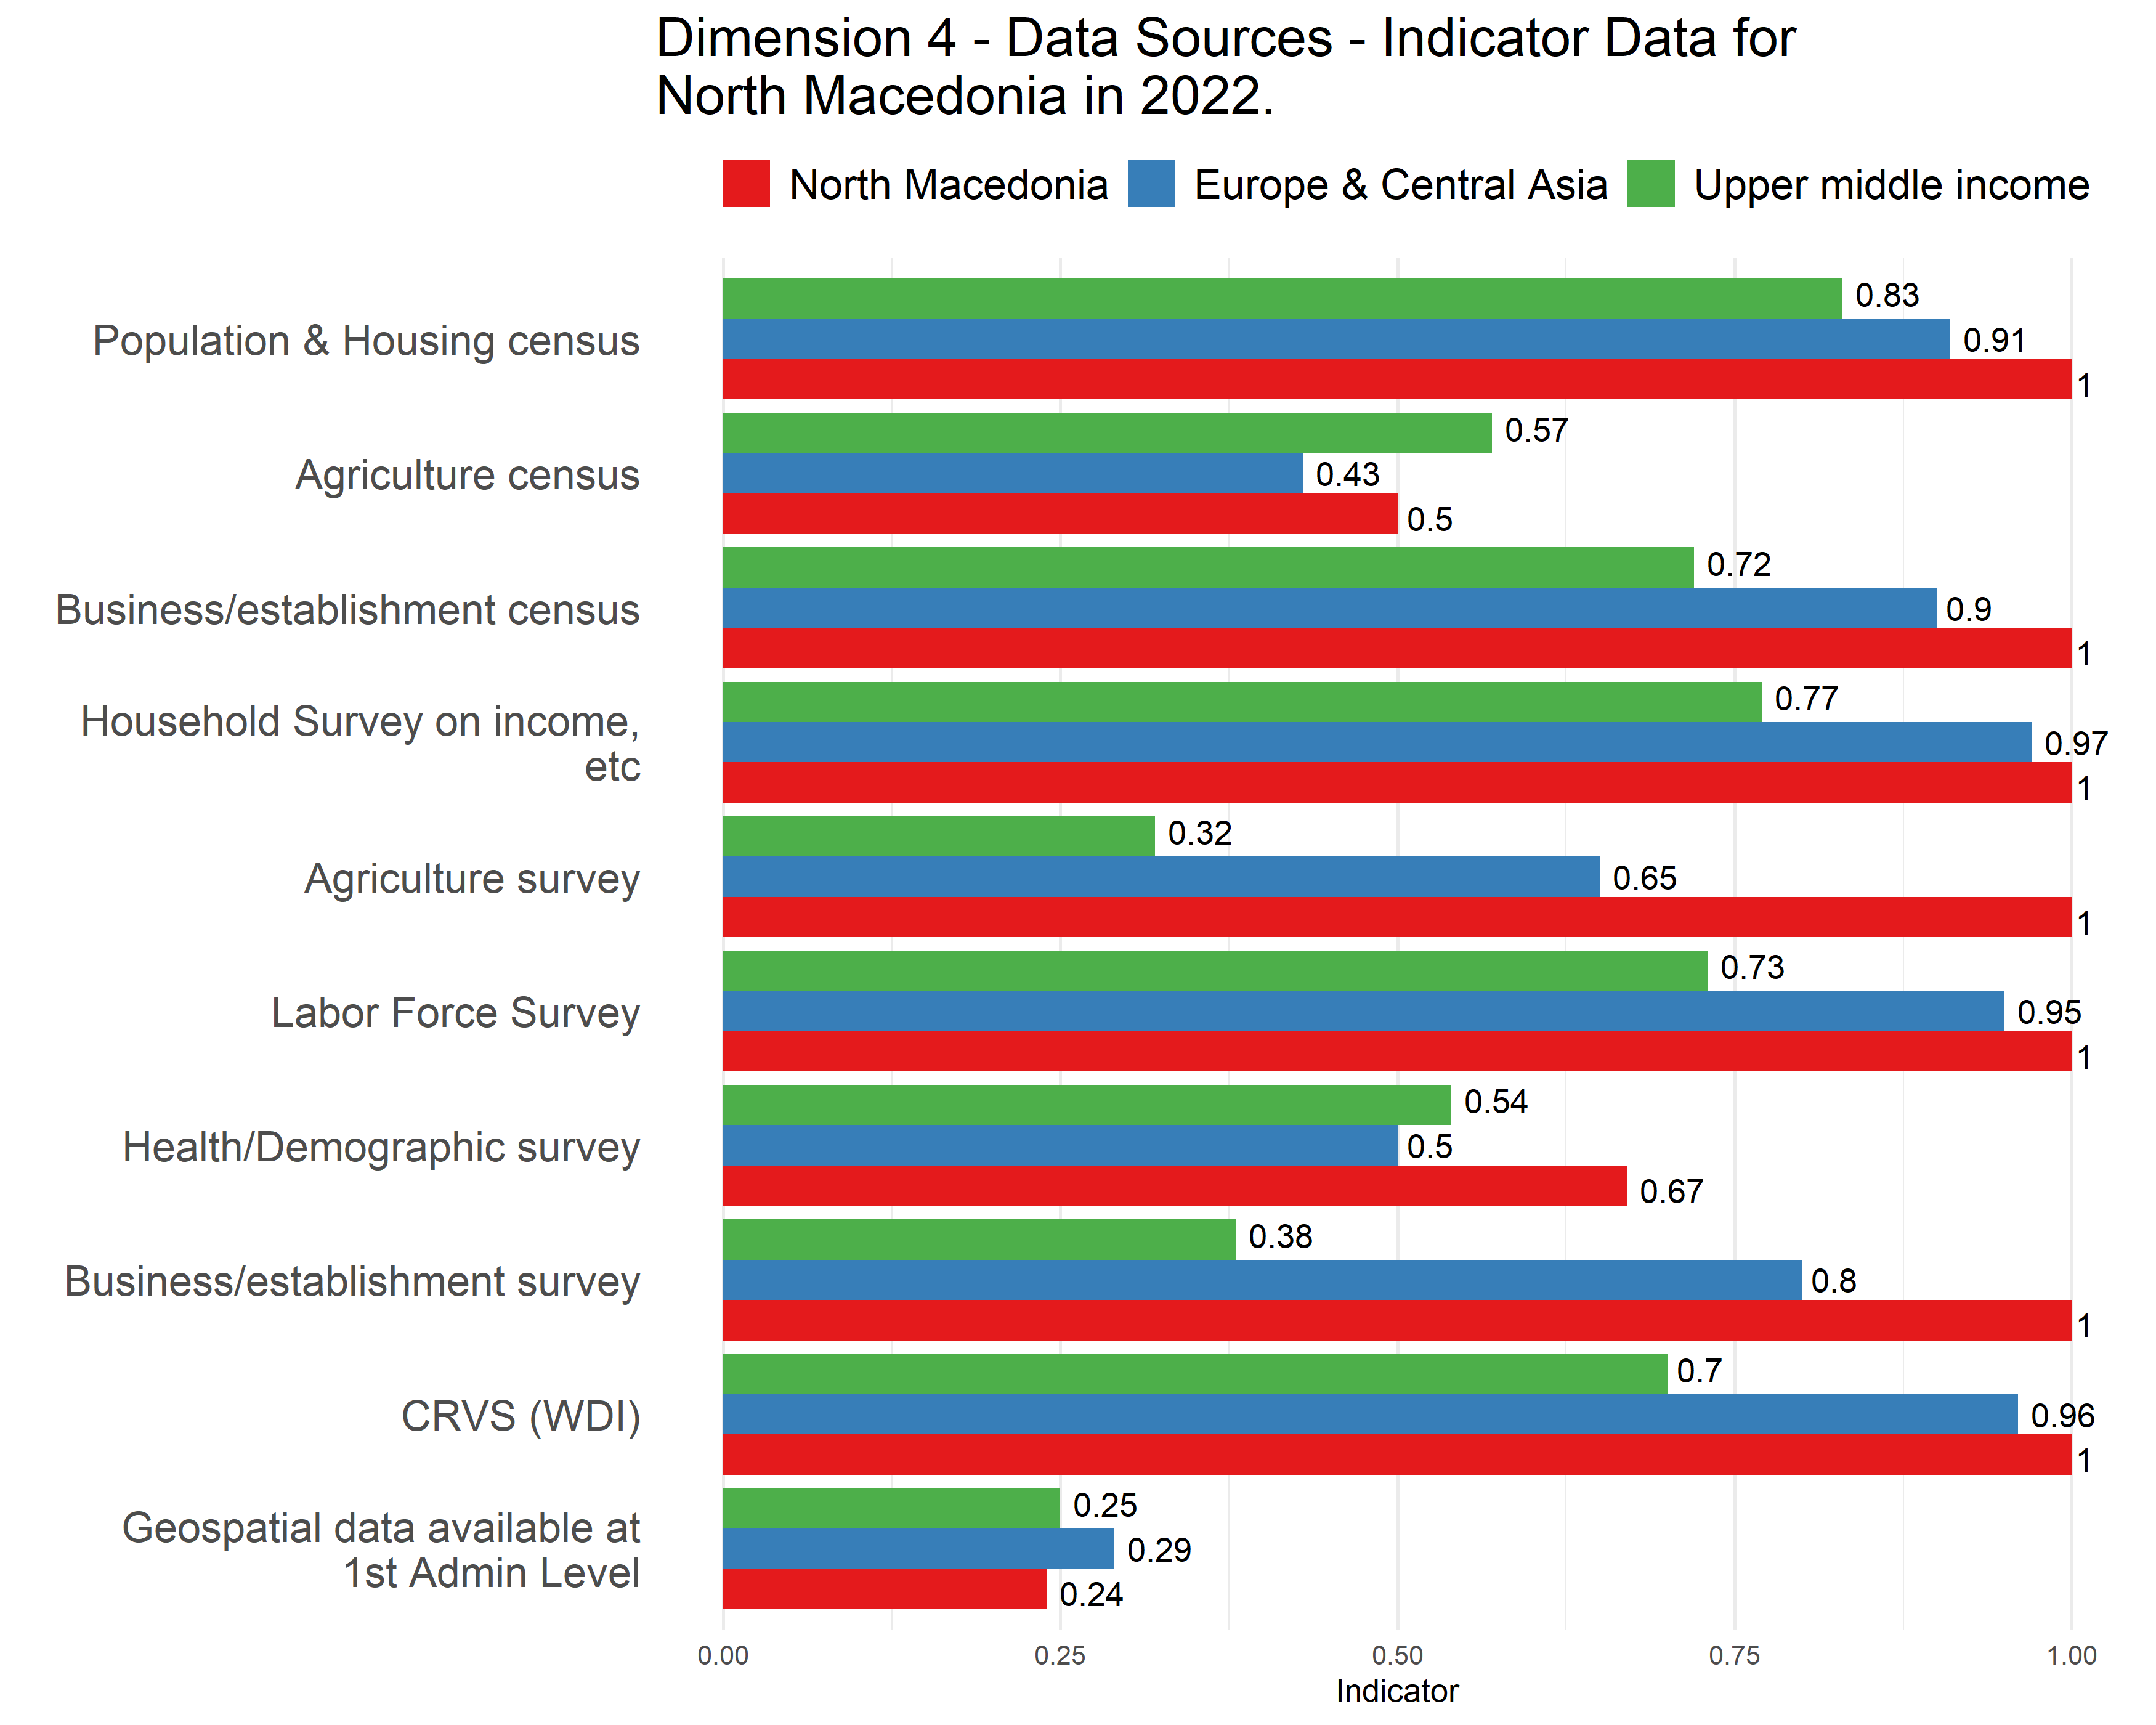 Dimension 4 - Data Sources - Indicator Data for
North Macedonia in 2022.
North Macedonia
Europe & Central Asia
Upper middle income
Population & Housing census
0.83
0.91
1
Agriculture census
0.57
0.43
0.5
Business/establishment census
0.72
0.9
1
Household Survey on income,
etc
0.77
0.97
1
Agriculture survey
0.32
0.65
1
Labor Force Survey
0.73
0.95
1
Health/Demographic survey
0.54
0.5
0.67
Business/establishment survey
0.38
0.8
1
CRVS (WDI)
0.7
0.96
1
Geospatial data available at
1st Admin Level
0.25
0.29
0.24
0.00
0.25
0.50
0.75
1.00
Indicator